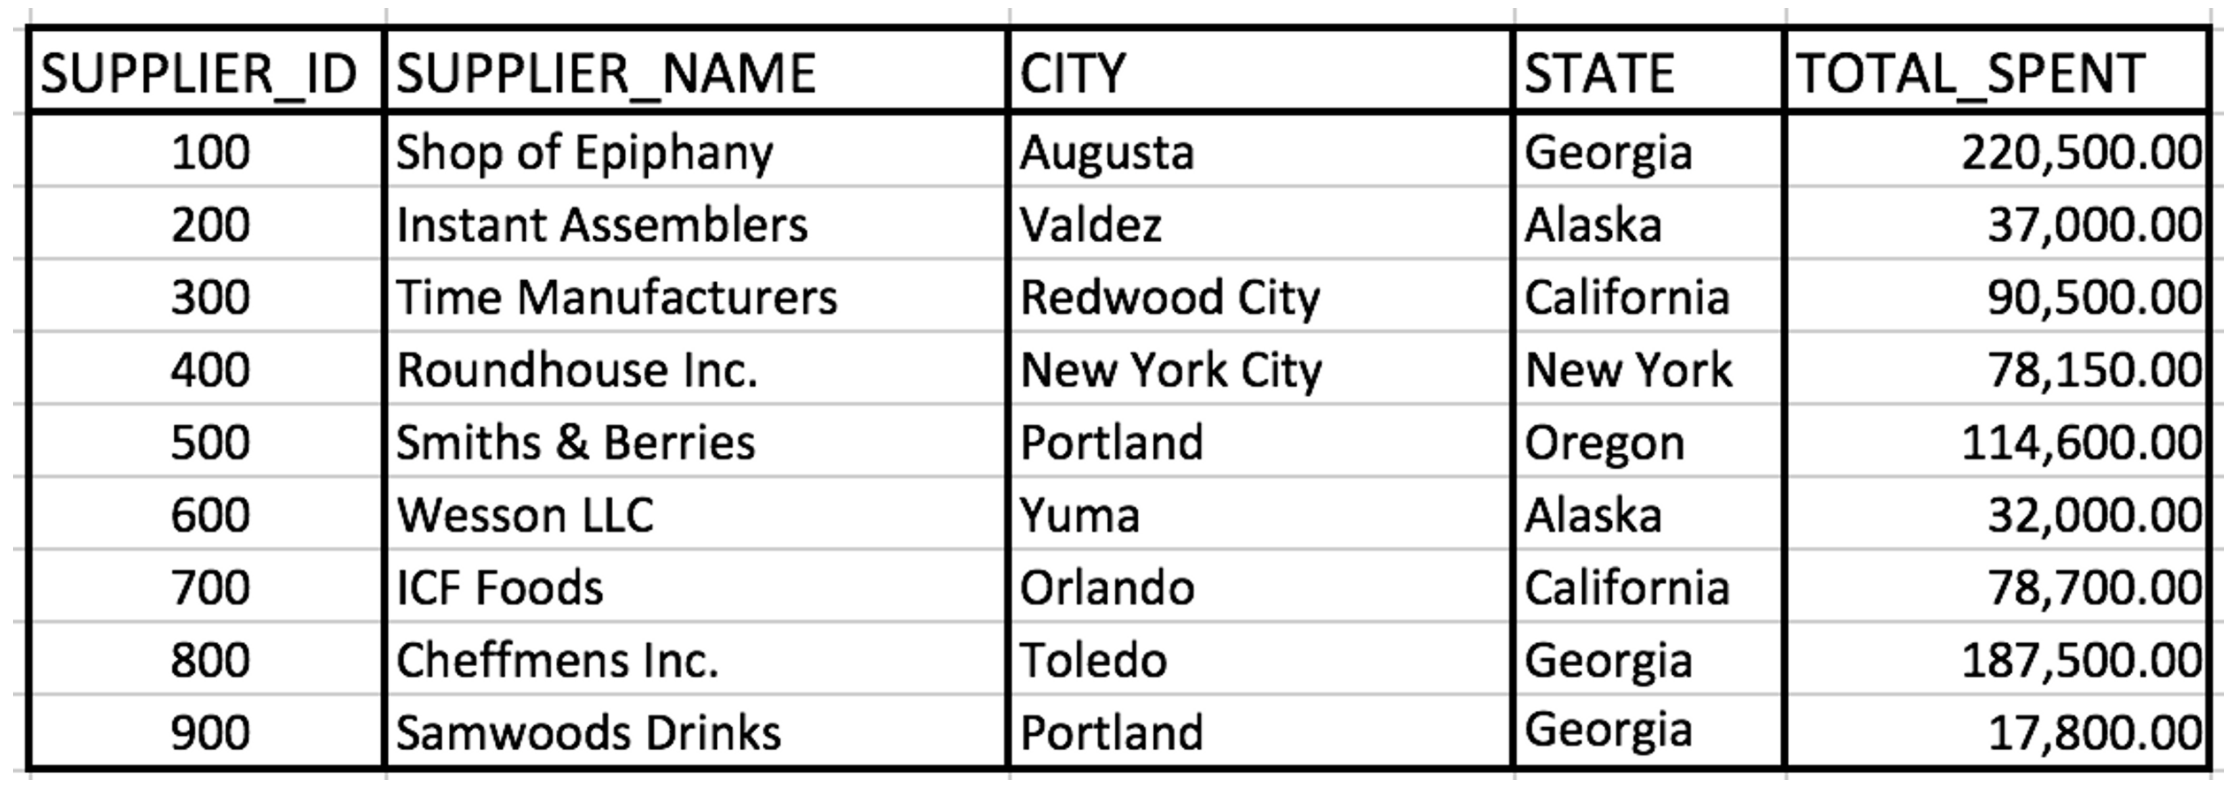 SUPPLIER_ID SUPPLIER_NAME CITY STATE TOTAL_SPENT
100 Shop of Epiphany Augusta Georgia 220,500.00
200 Instant Assemblers Valdez Alaska 37,000.00
300 Time Manufacturers Redwood City California 90,500.00
400 Roundhouse Inc. New York City New York 78,150.00
500 Smiths & Berries Portland Oregon 114,600.00
600 Wesson LLC Yuma Alaska 32,000.00
700 ICF Foods Orlando California 78,700.00
800 Cheffmens Inc. Toledo Georgia 187,500.00
900 Samwoods Drinks Portland Georgia 17,800.00